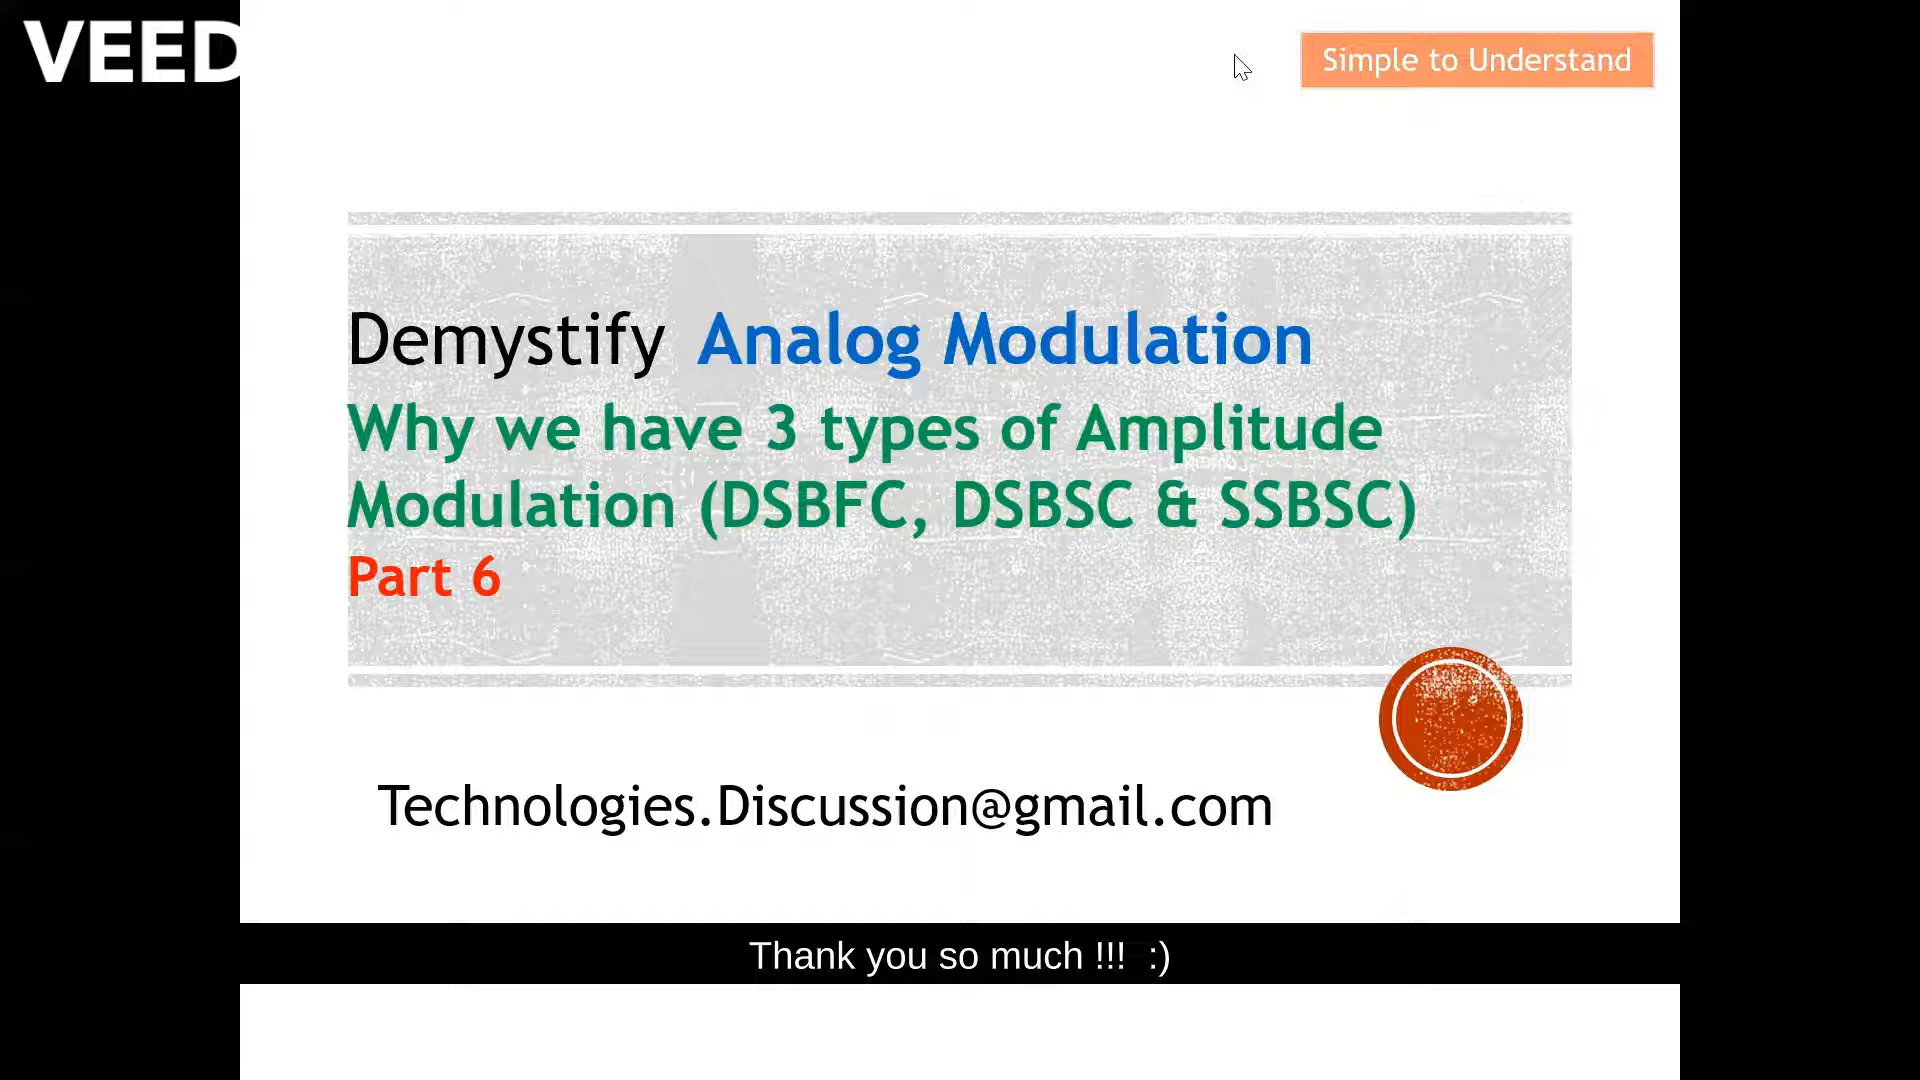 VEED
Simple to Understand
Demystify Analog Modulation
Why we have 3 types of Amplitude
Modulation (DSBFC, DSBSC & SSBSC)
Part 6
Technologies.Discussion@gmail.com
Thank you so much !!! :)